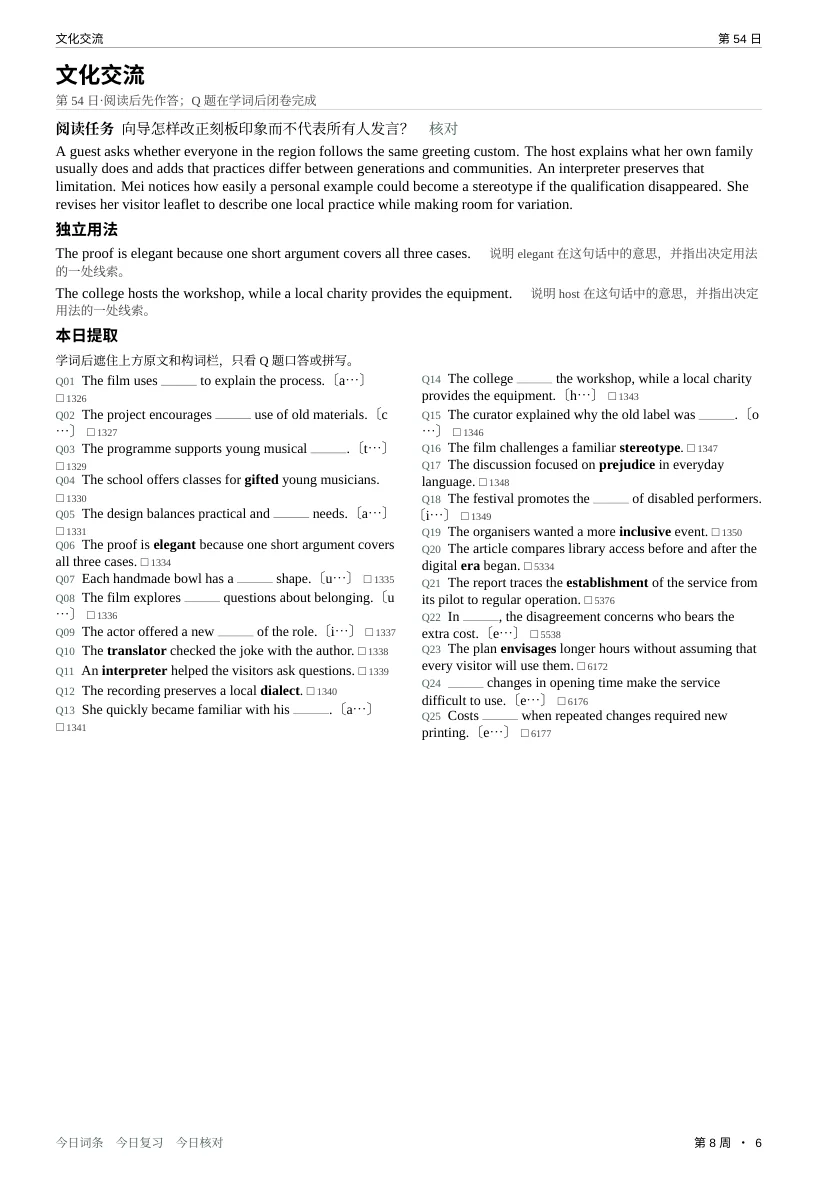 文化交流
第 54 日
文化交流
第 54 日·阅读后先作答；Q 题在学词后闭卷完成
阅读任务 向导怎样改正刻板印象而不代表所有人发言？ 核对
A guest asks whether everyone in the region follows the same greeting custom. The host explains what her own family
usually does and adds that practices differ between generations and communities. An interpreter preserves that
limitation. Mei notices how easily a personal example could become a stereotype if the qualification disappeared. She
revises her visitor leaflet to describe one local practice while making room for variation.
独立用法
The proof is elegant because one short argument covers all three cases. 说明 elegant 在这句话中的意思，并指出决定用法
的一处线索。
The college hosts the workshop, while a local charity provides the equipment. 说明 host 在这句话中的意思，并指出决定
用法的一处线索。
本日提取
学词后遮住上方原文和构词栏，只看 Q 题口答或拼写。
Q01 The film uses _____ to explain the process.〔a···〕
□ 1326
Q02 The project encourages _____ use of old materials.〔c
···〕 □ 1327
Q03 The programme supports young musical _____.〔t···〕
□ 1329
Q04 The school offers classes for gifted young musicians.
□ 1330
Q05 The design balances practical and _____ needs.〔a···〕
□ 1331
Q06 The proof is elegant because one short argument covers
all three cases. □ 1334
Q07 Each handmade bowl has a _____ shape.〔u···〕 □ 1335
Q08 The film explores _____ questions about belonging.〔u
···〕 □ 1336
Q09 The actor offered a new _____ of the role.〔i···〕 □ 1337
Q10 The translator checked the joke with the author. □ 1338
Q11 An interpreter helped the visitors ask questions. □ 1339
Q12 The recording preserves a local dialect. □ 1340
Q13 She quickly became familiar with his _____.〔a···〕
□ 1341
Q14 The college _____ the workshop, while a local charity
provides the equipment.〔h···〕 □ 1343
Q15 The curator explained why the old label was _____.〔o
···〕 □ 1346
Q16 The film challenges a familiar stereotype. □ 1347
Q17 The discussion focused on prejudice in everyday
language. □ 1348
Q18 The festival promotes the _____ of disabled performers.
〔i···〕 □ 1349
Q19 The organisers wanted a more inclusive event. □ 1350
Q20 The article compares library access before and after the
digital era began. □ 5334
Q21 The report traces the establishment of the service from
its pilot to regular operation. □ 5376
Q22 In _____, the disagreement concerns who bears the
extra cost.〔e···〕 □ 5538
Q23 The plan envisages longer hours without assuming that
every visitor will use them. □ 6172
Q24 _____ changes in opening time make the service
difficult to use.〔e···〕 □ 6176
Q25 Costs _____ when repeated changes required new
printing.〔e···〕 □ 6177
今日词条 今日复习 今日核对
第 8 周 · 6